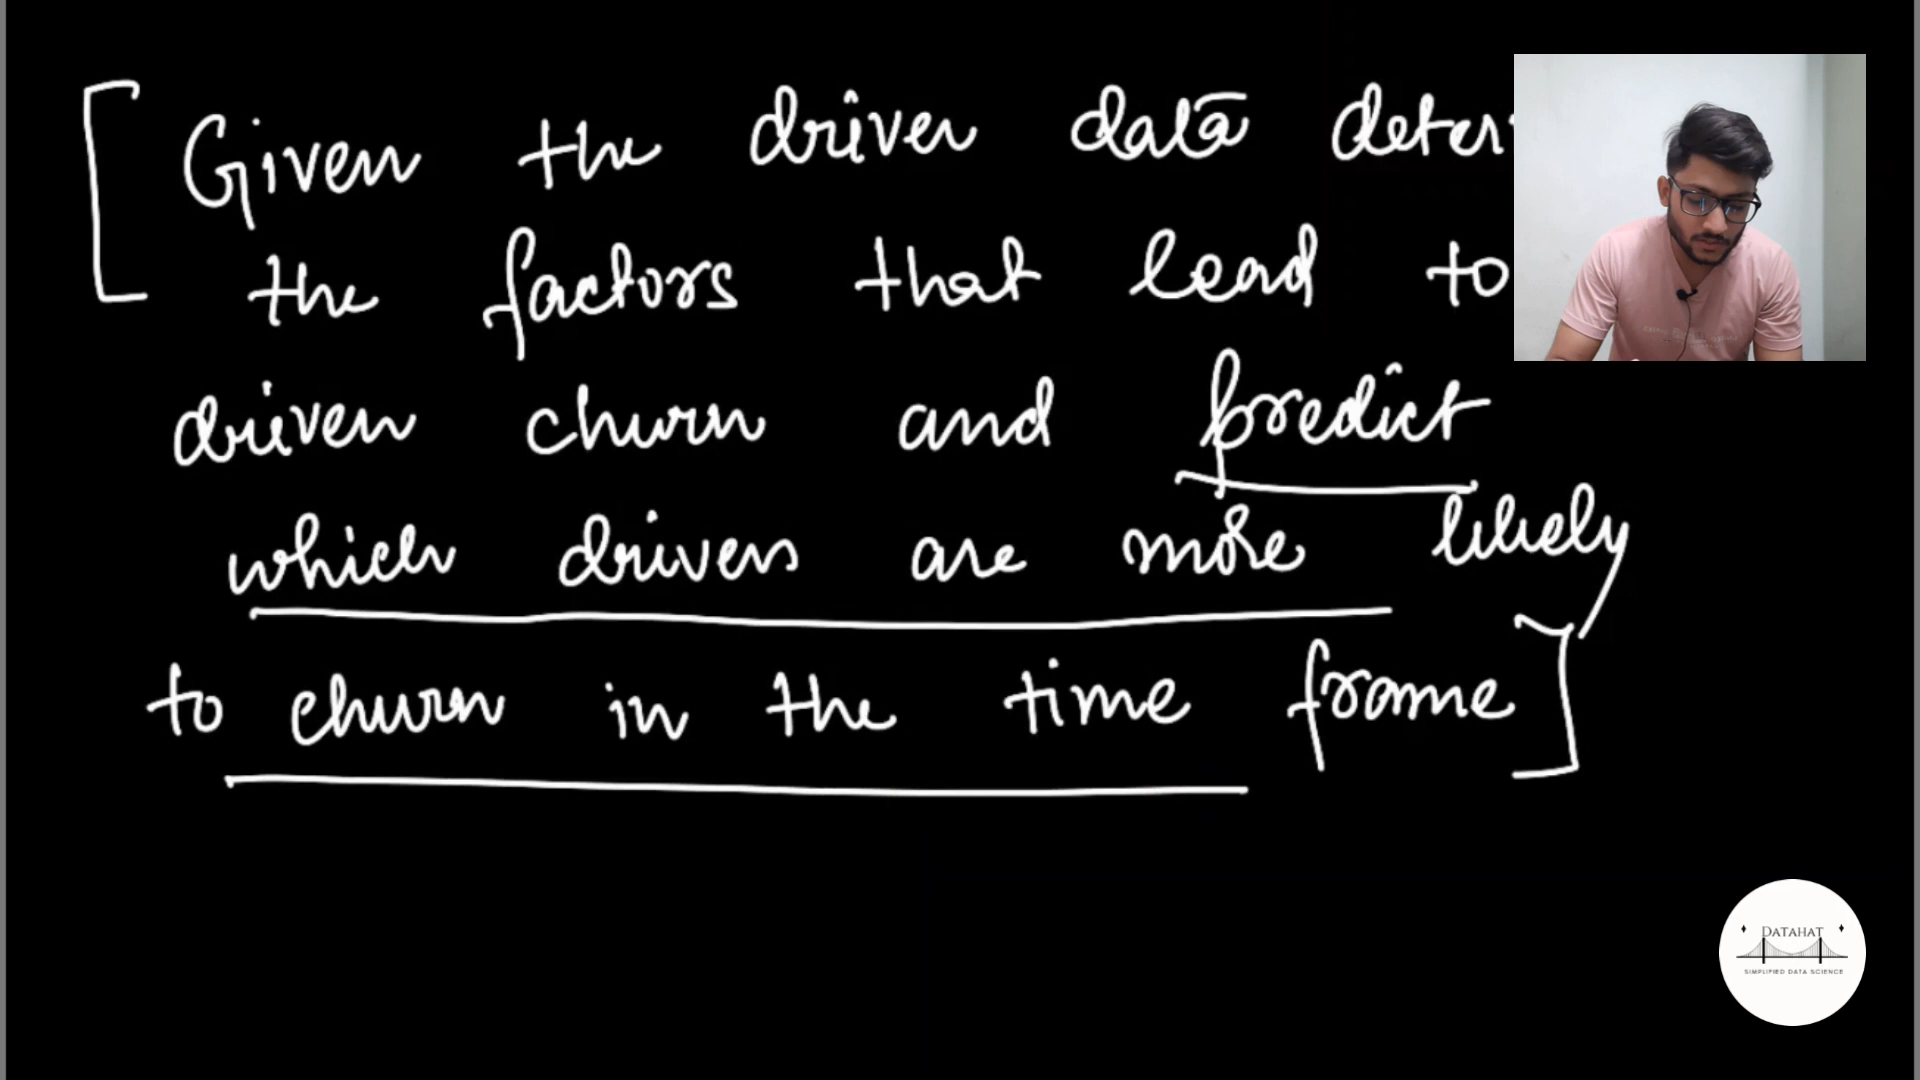 [ Given the driver data deter
the factors that lead to
driver churn and predict
which drivers are more likely
to churn in the time frame ]
DATAHAT
SIMPLIFIED DATA SCIENCE